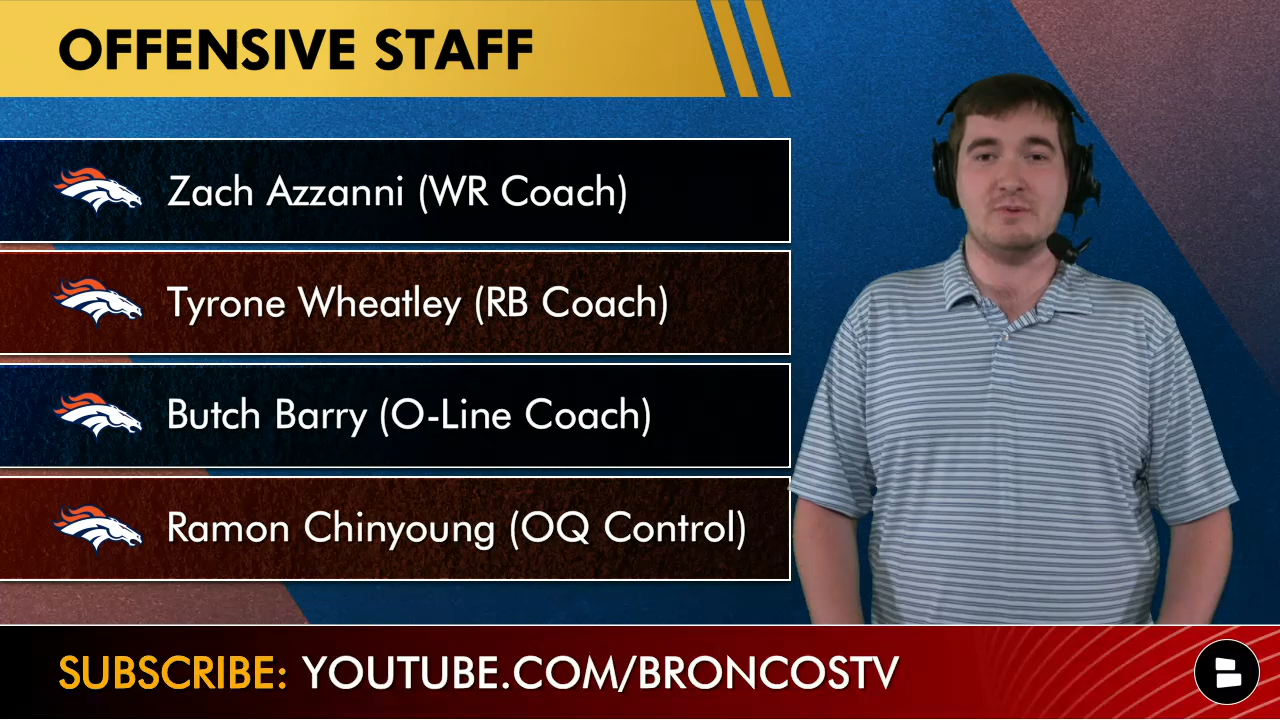 OFFENSIVE STAFF
Zach Azzanni (WR Coach)
Tyrone Wheatley (RB Coach)
Butch Barry (O-Line Coach)
Ramon Chinyoung (OQ Control)
SUBSCRIBE: YOUTUBE.COM/BRONCOSTV